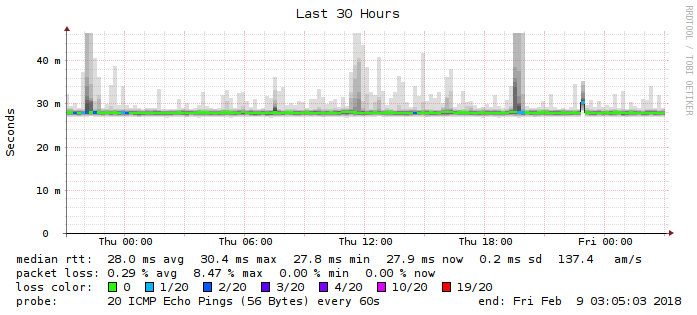 Last 30 Hours
RRDTOOL / TOBI OETIKER
Seconds
40 m
30 m
20 m
10 m
0
Thu 00:00 Thu 06:00 Thu 12:00 Thu 18:00 Fri 00:00
median rtt: 28.0 ms avg 30.4 ms max 27.8 ms min 27.9 ms now 0.2 ms sd 137.4 am/s
packet loss: 0.29 % avg 8.47 % max 0.00 % min 0.00 % now
loss color: 0 1/20 2/20 3/20 4/20 10/20 19/20
probe: 20 ICMP Echo Pings (56 Bytes) every 60s end: Fri Feb 9 03:05:03 2018